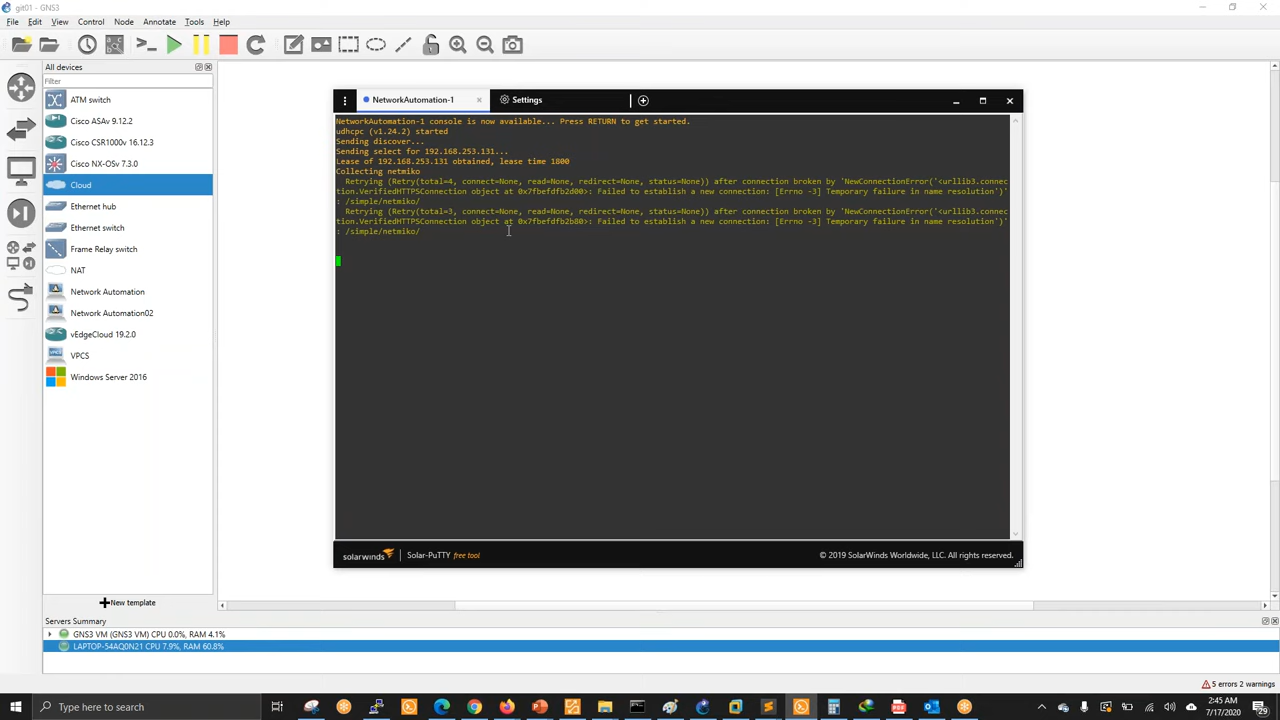 git01 - GNS3
File Edit View Control Node Annotate Tools Help
All devices
Filter
ATM switch
Cisco ASAv 9.12.2
Cisco CSR1000v 16.12.3
Cisco NX-OSv 7.3.0
Cloud
Ethernet hub
Ethernet switch
Frame Relay switch
NAT
Network Automation
Network Automation02
vEdgeCloud 19.2.0
VPCS
Windows Server 2016
New template
NetworkAutomation-1
Settings
NetworkAutomation-1 console is now available... Press RETURN to get started.
udhcpc (v1.24.2) started
Sending discover...
Sending select for 192.168.253.131...
Lease of 192.168.253.131 obtained, lease time 1800
Collecting netmiko
Retrying (Retry(total=4, connect=None, read=None, redirect=None, status=None)) after connection broken by 'NewConnectionError('<urllib3.connec
tion.VerifiedHTTPSConnection object at 0x7fbefdfb2d00>: Failed to establish a new connection: [Errno -3] Temporary failure in name resolution')'
: /simple/netmiko/
Retrying (Retry(total=3, connect=None, read=None, redirect=None, status=None)) after connection broken by 'NewConnectionError('<urllib3.connec
tion.VerifiedHTTPSConnection object at 0x7fbefdfb2b80>: Failed to establish a new connection: [Errno -3] Temporary failure in name resolution')'
: /simple/netmiko/
solarwinds Solar-PuTTY free tool
© 2019 SolarWinds Worldwide, LLC. All rights reserved.
Servers Summary
GNS3 VM (GNS3 VM) CPU 0.0%, RAM 4.1%
LAPTOP-54AQ0N21 CPU 7.9%, RAM 60.8%
5 errors 2 warnings
Type here to search
2:45 AM
7/17/2020